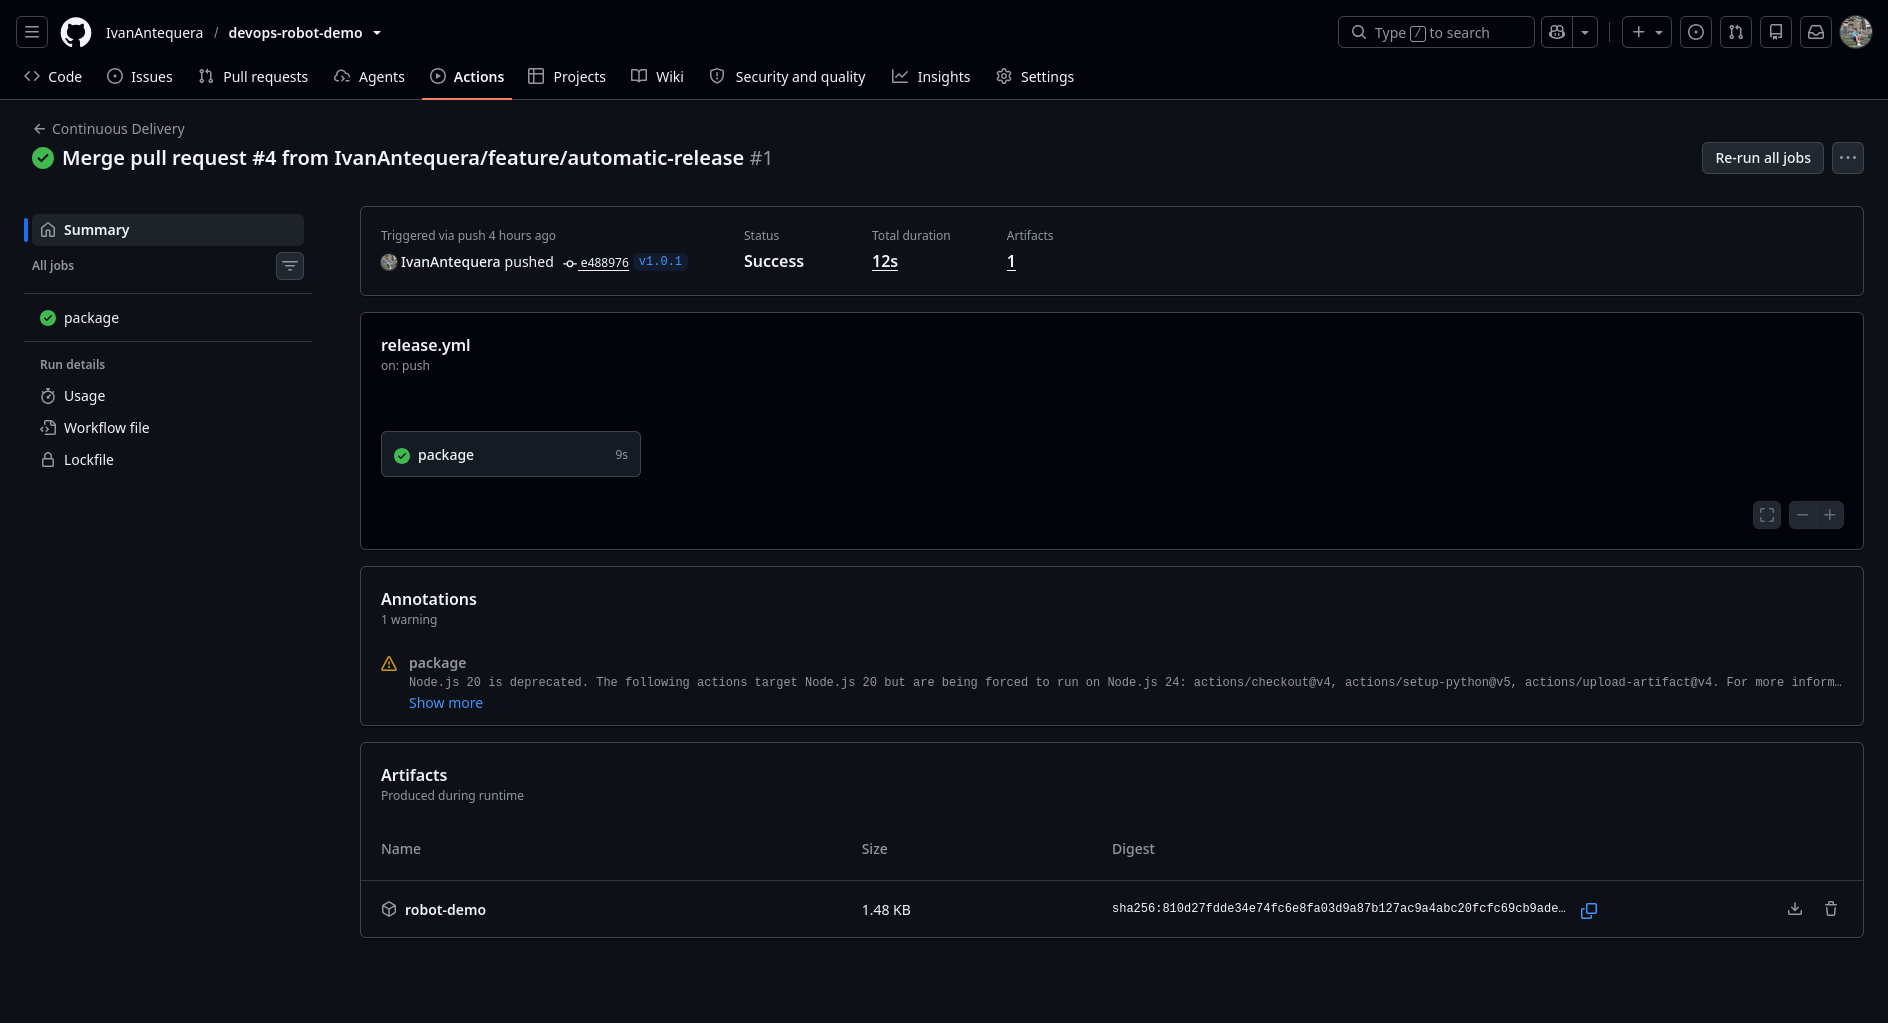 IvanAntequera / devops-robot-demo
Type / to search
Code
Issues
Pull requests
Agents
Actions
Projects
Wiki
Security and quality
Insights
Settings
Continuous Delivery
Merge pull request #4 from IvanAntequera/feature/automatic-release #1
Re-run all jobs
Summary
All jobs
package
Run details
Usage
Workflow file
Lockfile
Triggered via push 4 hours ago
IvanAntequera pushed e488976 v1.0.1
Status
Success
Total duration
12s
Artifacts
1
release.yml
on: push
package 9s
Annotations
1 warning
package
Node.js 20 is deprecated. The following actions target Node.js 20 but are being forced to run on Node.js 24: actions/checkout@v4, actions/setup-python@v5, actions/upload-artifact@v4. For more inform…
Show more
Artifacts
Produced during runtime
Name Size Digest
robot-demo 1.48 KB sha256:810d27fdde34e74fc6e8fa03d9a87b127ac9a4abc20fcfc69cb9ade…